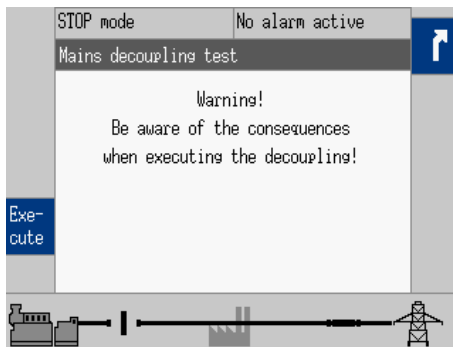 STOP mode
No alarm active
Mains decoupling test
Warning!
Be aware of the consequences
when executing the decoupling!
Exe-
cute